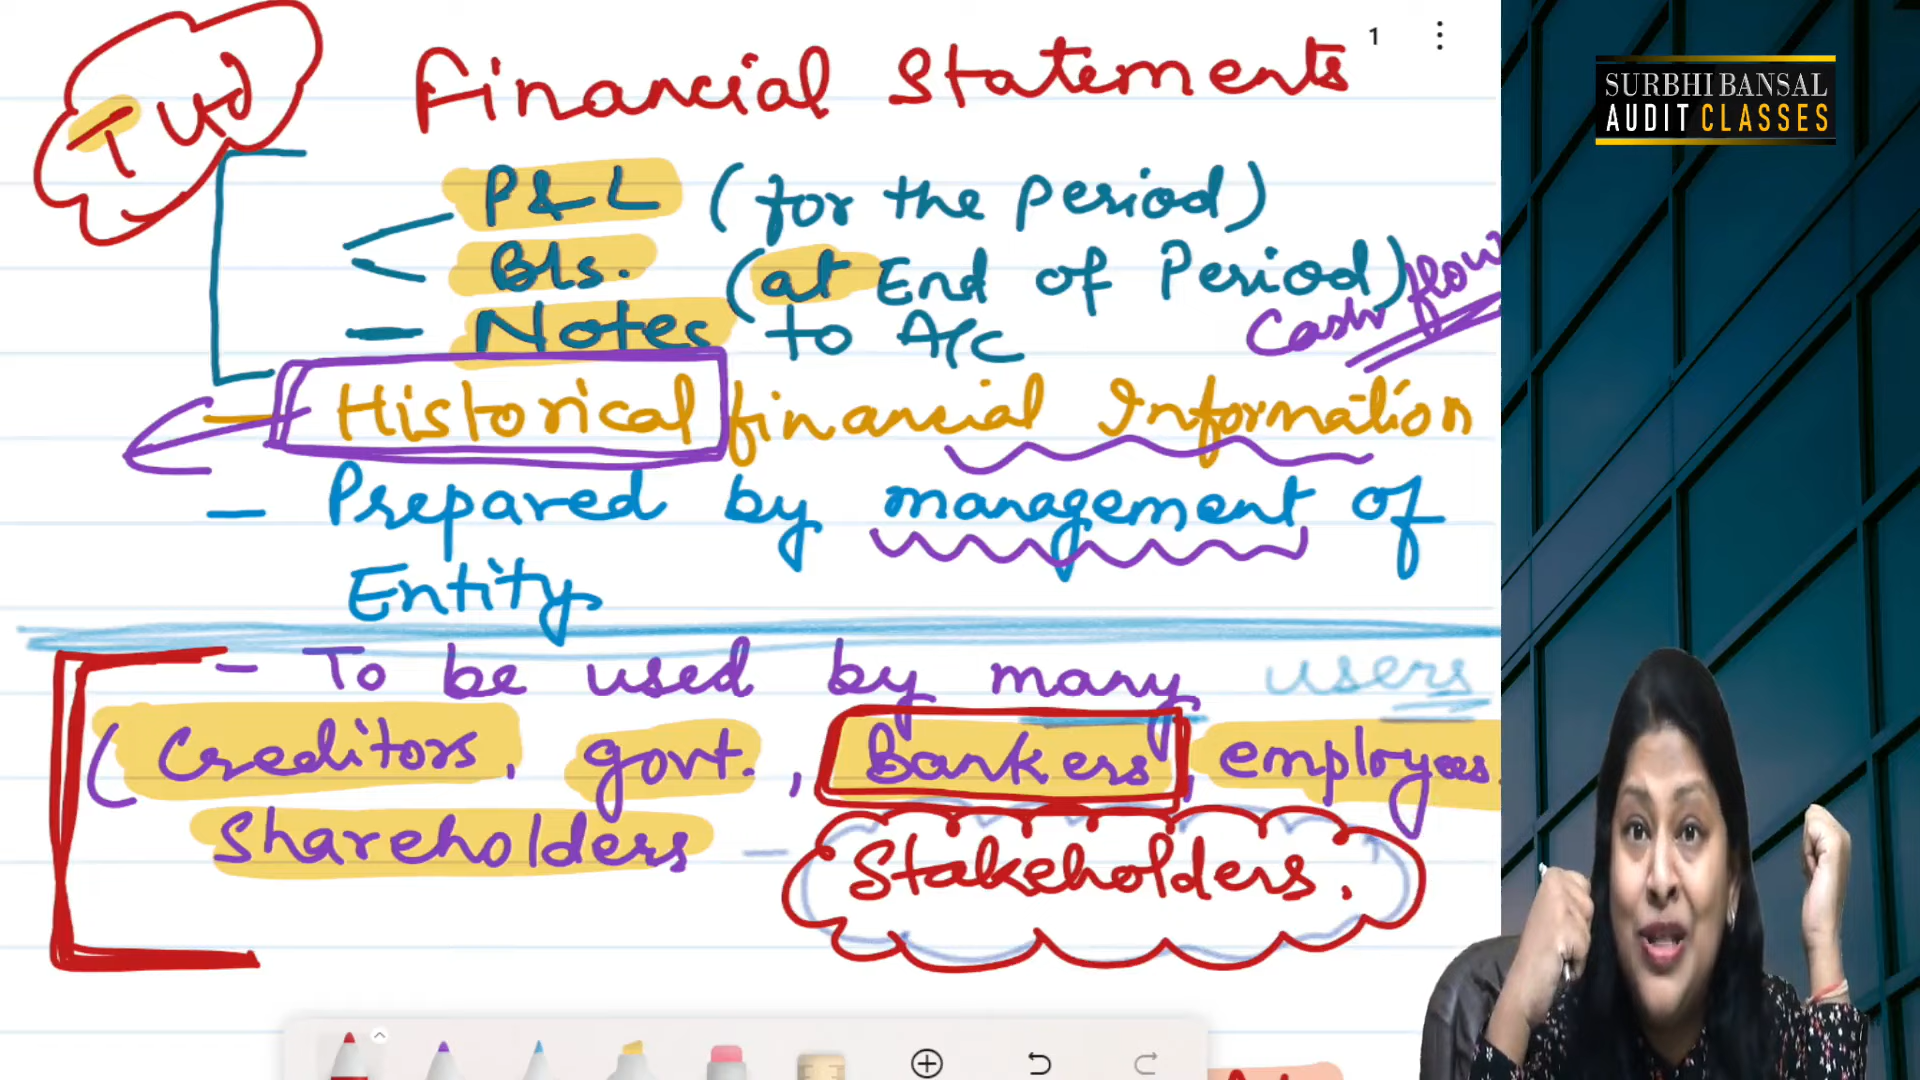 1
SURBHI BANSAL
AUDIT CLASSES
Financial Statements
P&L (for the Period)
B/s. (at End of Period)
Cash flow
Notes to A/c
- Historical financial Information
- Prepared by management of
Entity
- To be used by many users
(Creditors, govt., Bankers, employees.
Shareholders -
Stakeholders.